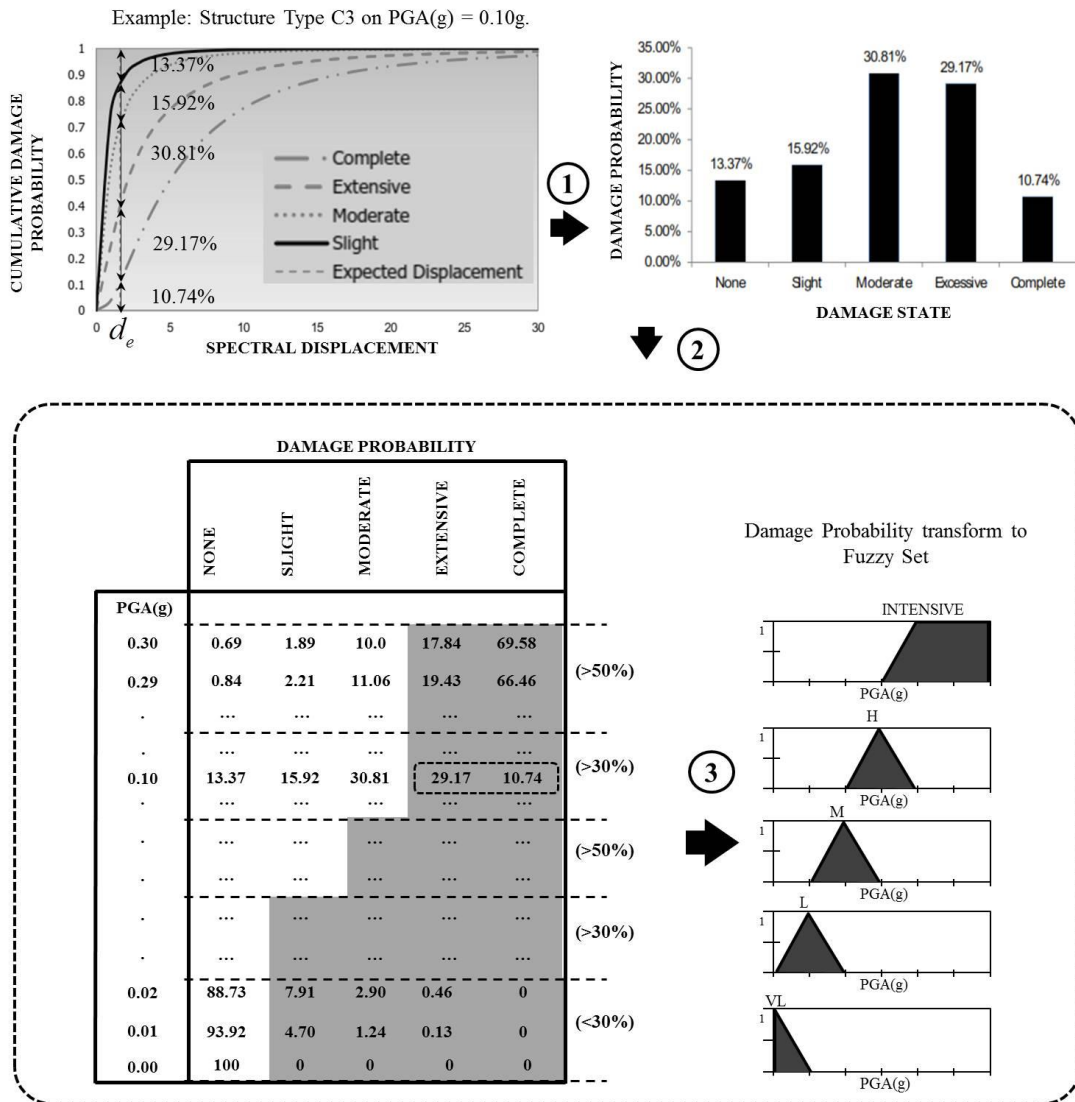 Example: Structure Type C3 on PGA(g) = 0.10g.
CUMULATIVE DAMAGE
PROBABILITY
1
0.9
0.8
0.7
0.6
0.5
0.4
0.3
0.2
0.1
0
13.37%
15.92%
30.81%
29.17%
10.74%
Complete
Extensive
Moderate
Slight
Expected Displacement
0 5 10 15 20 25 30
de
SPECTRAL DISPLACEMENT
1
DAMAGE PROBABILITY
35.00%
30.00%
25.00%
20.00%
15.00%
10.00%
5.00%
0.00%
13.37%
15.92%
30.81%
29.17%
10.74%
None Slight Moderate Excessive Complete
DAMAGE STATE
2
DAMAGE PROBABILITY
NONE
SLIGHT
MODERATE
EXTENSIVE
COMPLETE
PGA(g)
0.30 0.69 1.89 10.0 17.84 69.58
(>50%)
0.29 0.84 2.21 11.06 19.43 66.46
. ... ... ... ... ...
. ... ... ... ... ...
(>30%)
0.10 13.37 15.92 30.81 29.17 10.74
. ... ... ... ... ...
. ... ... ... ... ...
(>50%)
. ... ... ... ... ...
. ... ... ... ... ...
(>30%)
. ... ... ... ... ...
0.02 88.73 7.91 2.90 0.46 0
(<30%)
0.01 93.92 4.70 1.24 0.13 0
0.00 100 0 0 0 0
3
Damage Probability transform to
Fuzzy Set
INTENSIVE
1
PGA(g)
H
1
PGA(g)
M
1
PGA(g)
L
1
PGA(g)
VL
1
PGA(g)